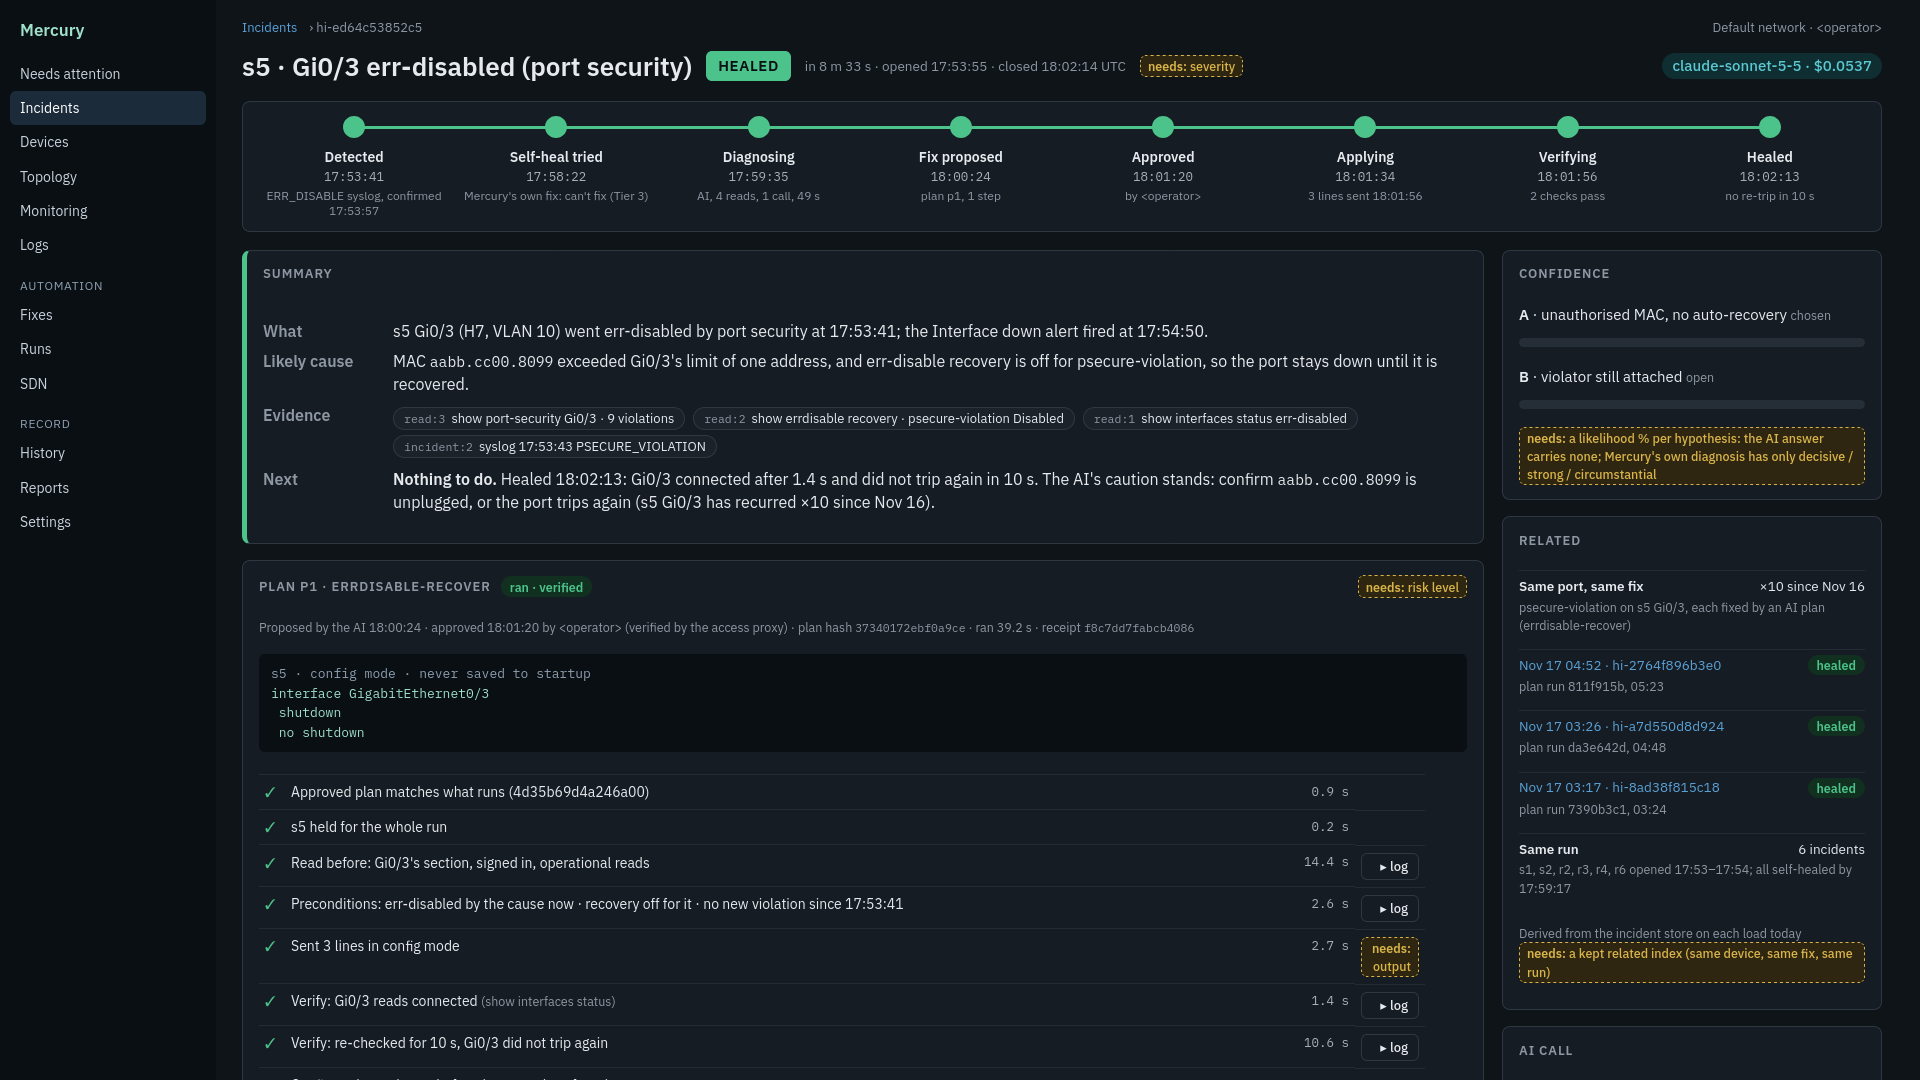 Mercury
Needs attention
Incidents
Devices
Topology
Monitoring
Logs
AUTOMATION
Fixes
Runs
SDN
RECORD
History
Reports
Settings
Incidents › hi-ed64c53852c5
Default network · <operator>
s5 · Gi0/3 err-disabled (port security)
HEALED
in 8 m 33 s · opened 17:53:55 · closed 18:02:14 UTC
needs: severity
claude-sonnet-5-5 · $0.0537
Detected
17:53:41
ERR_DISABLE syslog, confirmed
17:53:57
Self-heal tried
17:58:22
Mercury's own fix: can't fix (Tier 3)
Diagnosing
17:59:35
AI, 4 reads, 1 call, 49 s
Fix proposed
18:00:24
plan p1, 1 step
Approved
18:01:20
by <operator>
Applying
18:01:34
3 lines sent 18:01:56
Verifying
18:01:56
2 checks pass
Healed
18:02:13
no re-trip in 10 s
SUMMARY
What
s5 Gi0/3 (H7, VLAN 10) went err-disabled by port security at 17:53:41; the Interface down alert fired at 17:54:50.
Likely cause
MAC aabb.cc00.8099 exceeded Gi0/3's limit of one address, and err-disable recovery is off for psecure-violation, so the port stays down until it is
recovered.
Evidence
read:3 show port-security Gi0/3 · 9 violations
read:2 show errdisable recovery · psecure-violation Disabled
read:1 show interfaces status err-disabled
incident:2 syslog 17:53:43 PSECURE_VIOLATION
Next
Nothing to do. Healed 18:02:13: Gi0/3 connected after 1.4 s and did not trip again in 10 s. The AI's caution stands: confirm aabb.cc00.8099 is
unplugged, or the port trips again (s5 Gi0/3 has recurred ×10 since Nov 16).
PLAN P1 · ERRDISABLE-RECOVER
ran · verified
needs: risk level
Proposed by the AI 18:00:24 · approved 18:01:20 by <operator> (verified by the access proxy) · plan hash 37340172ebf0a9ce · ran 39.2 s · receipt f8c7dd7fabcb4086
s5 · config mode · never saved to startup
interface GigabitEthernet0/3
shutdown
no shutdown
✓ Approved plan matches what runs (4d35b69d4a246a00) 0.9 s
✓ s5 held for the whole run 0.2 s
✓ Read before: Gi0/3's section, signed in, operational reads 14.4 s ▸ log
✓ Preconditions: err-disabled by the cause now · recovery off for it · no new violation since 17:53:41 2.6 s ▸ log
✓ Sent 3 lines in config mode 2.7 s needs:
output
✓ Verify: Gi0/3 reads connected (show interfaces status) 1.4 s ▸ log
✓ Verify: re-checked for 10 s, Gi0/3 did not trip again 10.6 s ▸ log
CONFIDENCE
A · unauthorised MAC, no auto-recovery chosen
B · violator still attached open
needs: a likelihood % per hypothesis: the AI answer
carries none; Mercury's own diagnosis has only decisive /
strong / circumstantial
RELATED
Same port, same fix ×10 since Nov 16
psecure-violation on s5 Gi0/3, each fixed by an AI plan
(errdisable-recover)
Nov 17 04:52 · hi-2764f896b3e0 healed
plan run 811f915b, 05:23
Nov 17 03:26 · hi-a7d550d8d924 healed
plan run da3e642d, 04:48
Nov 17 03:17 · hi-8ad38f815c18 healed
plan run 7390b3c1, 03:24
Same run 6 incidents
s1, s2, r2, r3, r4, r6 opened 17:53–17:54; all self-healed by
17:59:17
Derived from the incident store on each load today
needs: a kept related index (same device, same fix, same
run)
AI CALL